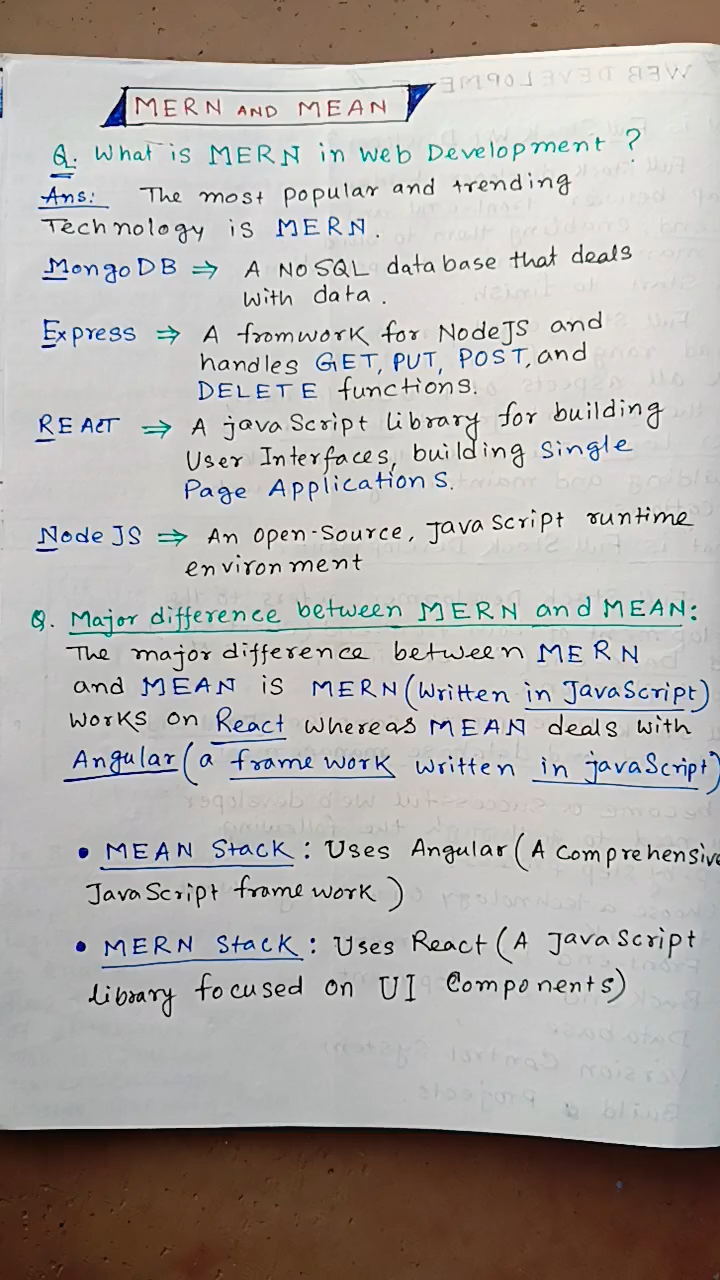 MERN AND MEAN
Q. What is MERN in Web Development ?
Ans: The most popular and trending
Technology is MERN.
MongoDB ⇒ A NOSQL database that deals
with data.
Express ⇒ A fromwork for NodeJS and
handles GET, PUT, POST, and
DELETE functions.
REACT ⇒ A javaScript library for building
User Interfaces, building Single
Page Applications.
Node JS ⇒ An open-Source, JavaScript runtime
environment
Q. Major difference between MERN and MEAN:
The major difference between MERN
and MEAN is MERN (Written in JavaScript)
works on React whereas MEAN deals with
Angular (a frame work written in javaScript)
• MEAN Stack : Uses Angular (A Comprehensive
JavaScript frame work)
• MERN Stack : Uses React (A JavaScript
library focused on UI Components)